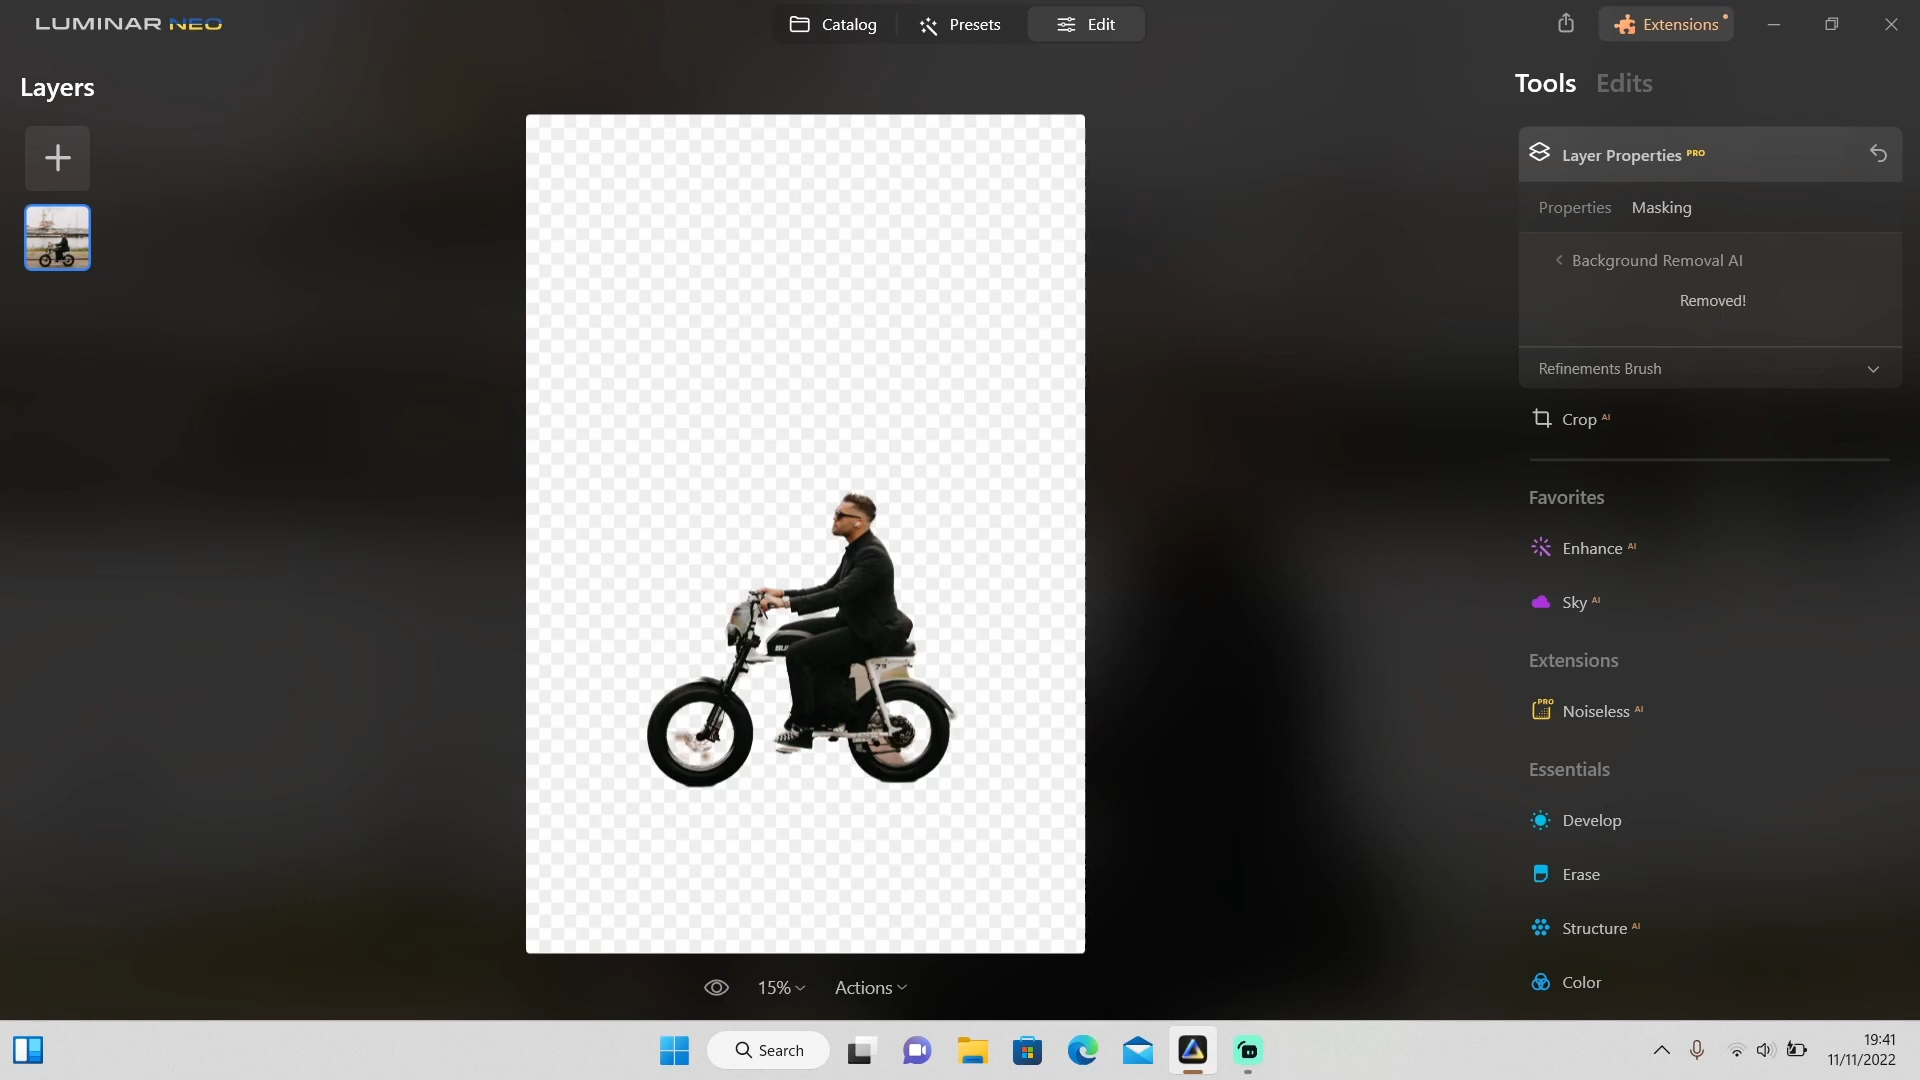 LUMINAR NEO
Catalog
Presets
Edit
Extensions
Layers
Tools Edits
Layer Properties PRO
Properties Masking
Background Removal AI
Removed!
Refinements Brush
Crop AI
Favorites
Enhance AI
Sky AI
Extensions
PRO
Noiseless AI
Essentials
Develop
Erase
Structure AI
Color
73
15%
Actions
Search
19:41
11/11/2022